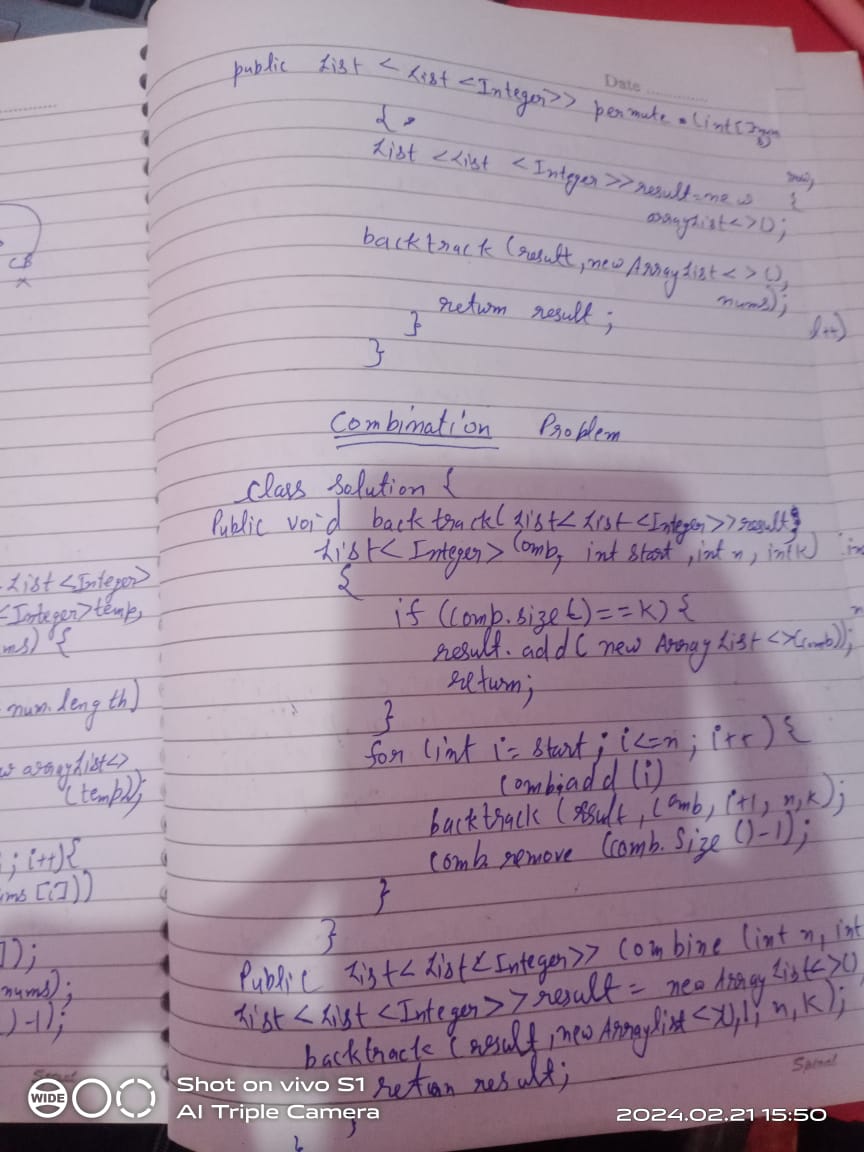 Date
public List < List <Integer>> permute (int[] nums)
{
List <List <Integer>> result = new
arrayList<>();
backtrack (result, new ArrayList<>(),
nums);
return result ;
}
}
i++)
Combination Problem
class Solution {
Public void backtrack( List< List <Integer>> result,
List< Integer> comb, int start, int n, int k)
{
if (comb.size()==k) {
result.add( new ArrayList <>(comb));
return;
}
for (int i= start ; i<=n ; i++) {
comb.add (i)
backtrack (result, comb, i+1, n, k);
comb. remove (comb. size ()-1);
}
}
Public List< List<Integer>> combine (int n, int
List< List <Integer>> result = new ArrayList<>()
backtrack (result, new Arraylist <>(), 1, n, k);
return result;
}
}
CB
x
List <Integer>
<Integer> temp,
ms) {
num.length)
w arrayList<>
(temp));
; i++){
ums [i]))
]);
nums);
)-1);
Spiral
Spiral
WIDE
Shot on vivo S1
AI Triple Camera
2024.02.21 15:50